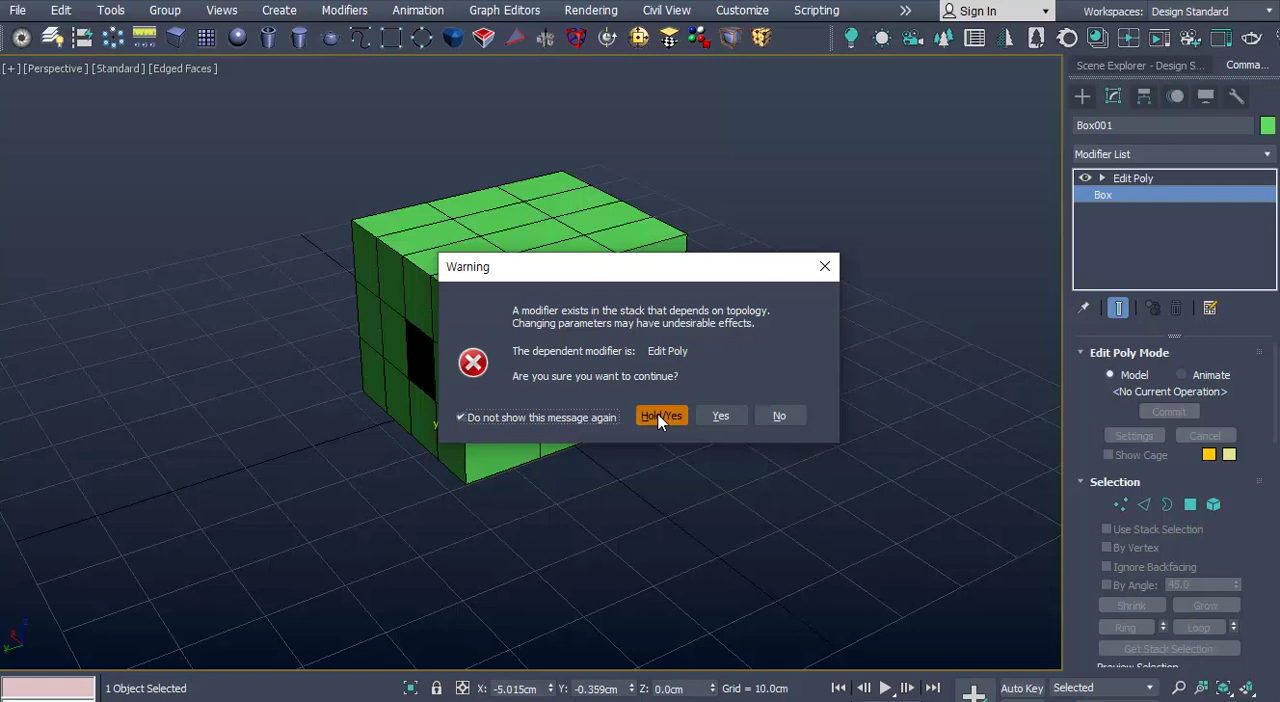 File Edit Tools Group Views Create Modifiers Animation Graph Editors Rendering Civil View Customize Scripting Sign In Workspaces: Design Standard
[+] [Perspective] [Standard] [Edged Faces]
Scene Explorer - Design S... Comma...
Box001
Modifier List
Edit Poly
Box
Warning
A modifier exists in the stack that depends on topology.
Changing parameters may have undesirable effects.
The dependent modifier is: Edit Poly
Are you sure you want to continue?
Do not show this message again Hold/Yes Yes No
Edit Poly Mode
Model Animate
<No Current Operation>
Commit
Settings Cancel
Show Cage
Selection
Use Stack Selection
By Vertex
Ignore Backfacing
By Angle: 45.0
Shrink Grow
Ring Loop
Get Stack Selection
Preview Selection
z
x
y
y
1 Object Selected X: -5.015cm Y: -0.359cm Z: 0.0cm Grid = 10.0cm Auto Key Selected